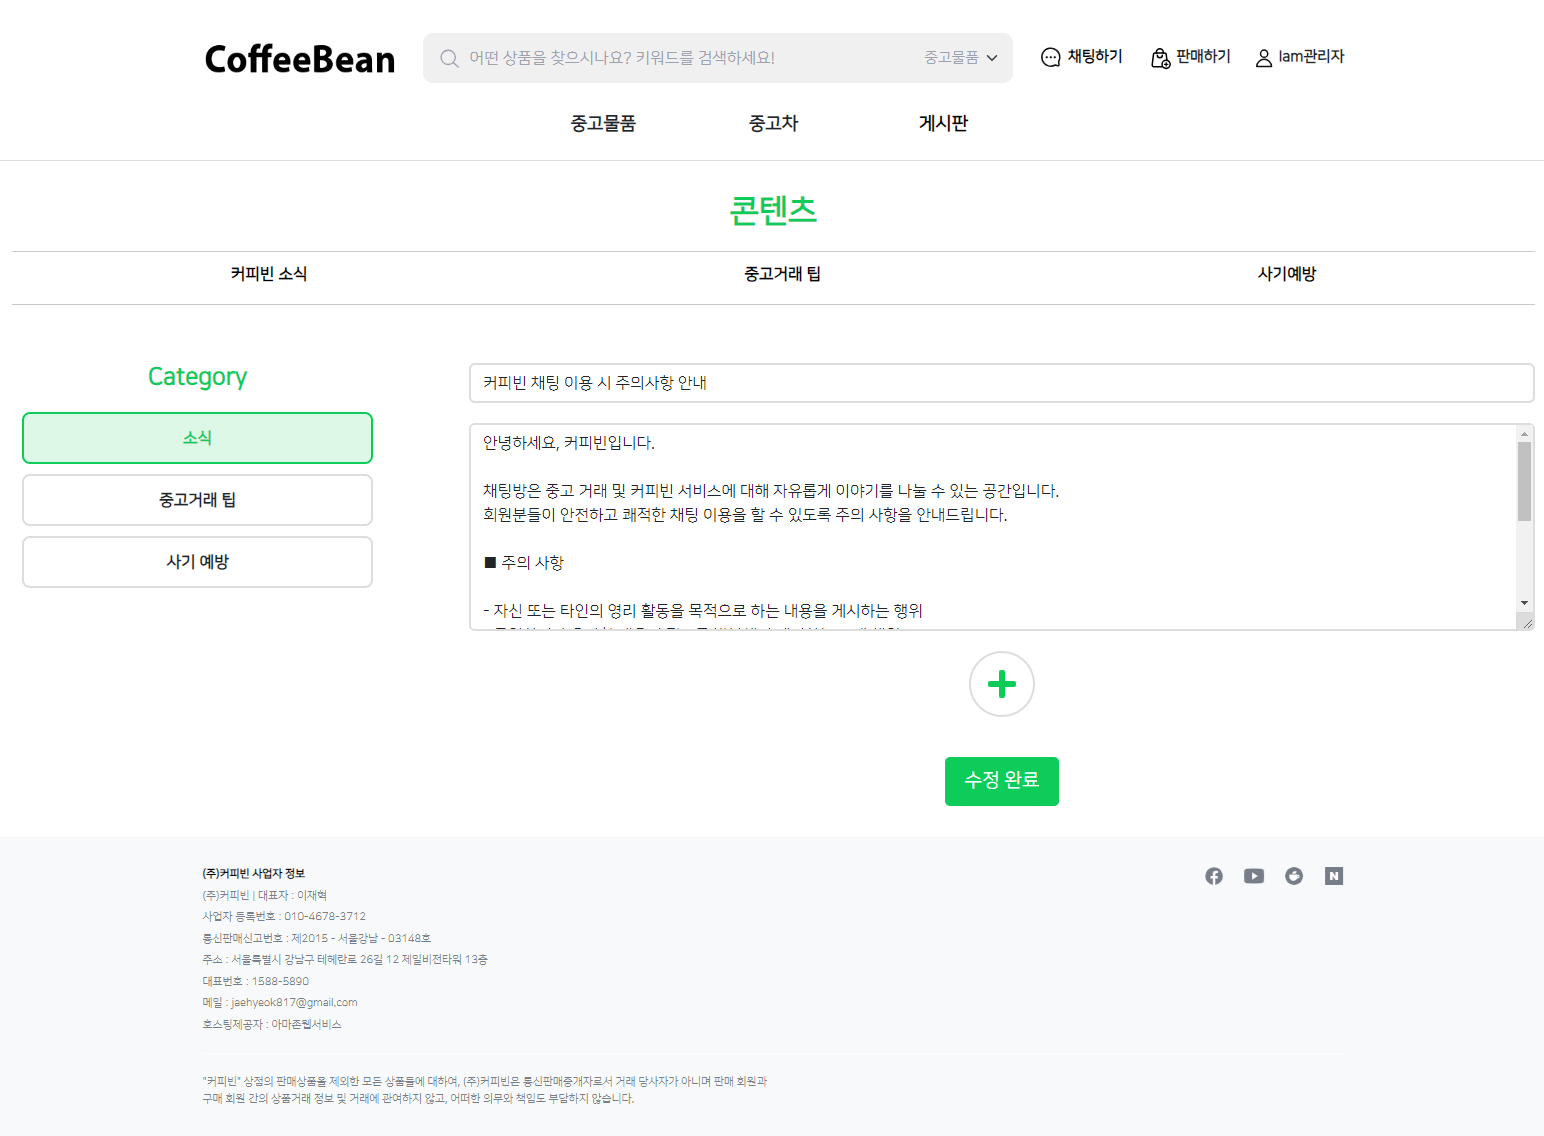 CoffeeBean
어떤 상품을 찾으시나요? 키워드를 검색하세요!
중고물품
채팅하기
판매하기
Iam관리자
중고물품
중고차
게시판
콘텐츠
커피빈 소식
중고거래 팁
사기예방
Category
소식
중고거래 팁
사기 예방
커피빈 채팅 이용 시 주의사항 안내
안녕하세요, 커피빈입니다.
채팅방은 중고 거래 및 커피빈 서비스에 대해 자유롭게 이야기를 나눌 수 있는 공간입니다.
회원분들이 안전하고 쾌적한 채팅 이용을 할 수 있도록 주의 사항을 안내드립니다.
■ 주의 사항
- 자신 또는 타인의 영리 활동을 목적으로 하는 내용을 게시하는 행위
수정 완료
(주)커피빈 사업자 정보
(주)커피빈 | 대표자 : 이재혁
사업자 등록번호 : 010-4678-3712
통신판매신고번호 : 제2015 - 서울강남 - 03148호
주소 : 서울특별시 강남구 테헤란로 26길 12 제일비전타워 13층
대표번호 : 1588-5890
메일 : jaehyeok817@gmail.com
호스팅제공자 : 아마존웹서비스
"커피빈" 상점의 판매상품을 제외한 모든 상품들에 대하여, (주)커피빈은 통신판매중개자로서 거래 당사자가 아니며 판매 회원과
구매 회원 간의 상품거래 정보 및 거래에 관여하지 않고, 어떠한 의무와 책임도 부담하지 않습니다.